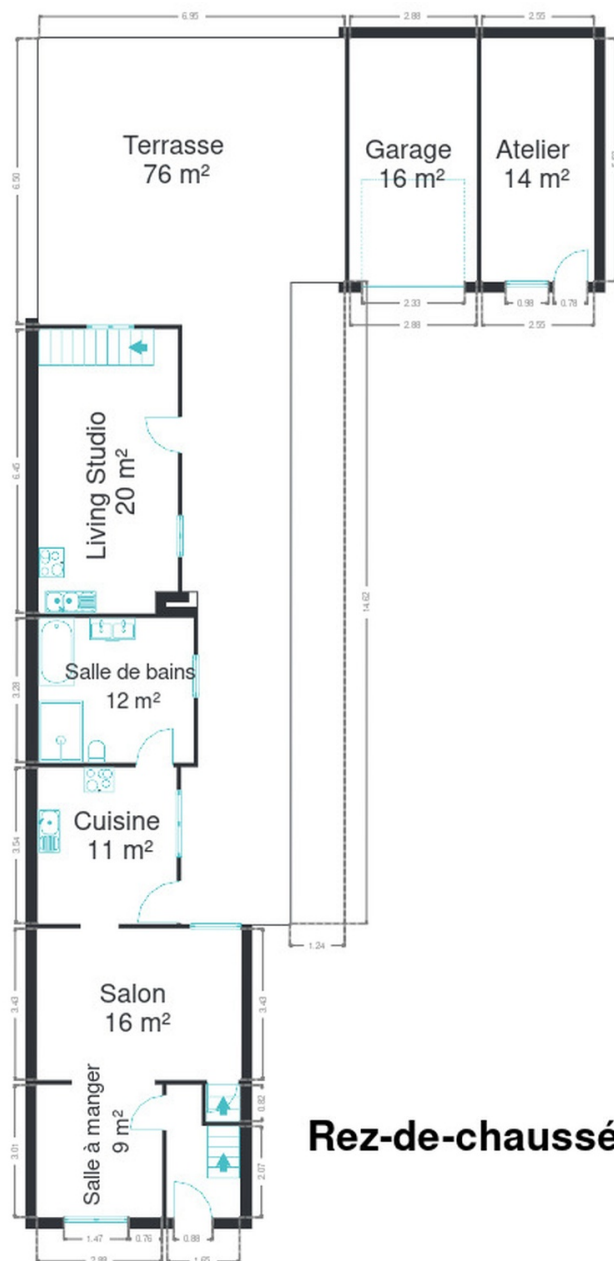 6.95
2.88
2.55
Terrasse
76 m²
Garage
16 m²
Atelier
14 m²
6.50
2.33
0.98
0.78
2.88
2.55
Living Studio
20 m²
6.45
14.62
Salle de bains
12 m²
3.28
Cuisine
11 m²
3.54
1.24
Salon
16 m²
3.43
3.43
Salle à manger
9 m²
3.01
0.82
2.07
Rez-de-chaussé
1.47
0.76
0.88
2.88
1.65